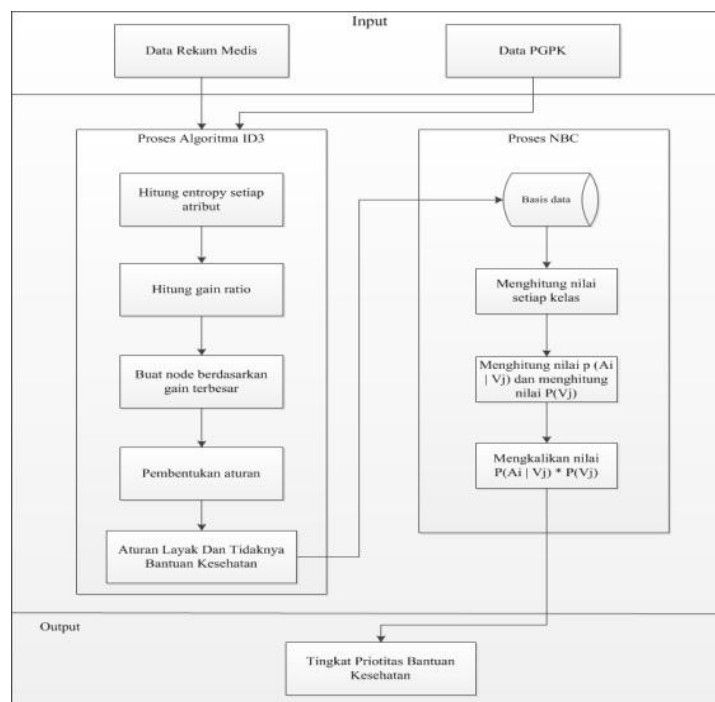 Input
Data Rekam Medis
Data PGPK
Proses Algoritma ID3
Hitung entropy setiap
atribut
Hitung gain ratio
Buat node berdasarkan
gain terbesar
Pembentukan aturan
Aturan Layak Dan Tidaknya
Bantuan Kesehatan
Proses NBC
Basis data
Menghitung nilai
setiap kelas
Menghitung nilai p (Ai
| Vj) dan menghitung
nilai P(Vj)
Mengkalikan nilai
P(Ai | Vj) * P(Vj)
Output
Tingkat Priotitas Bantuan
Kesehatan